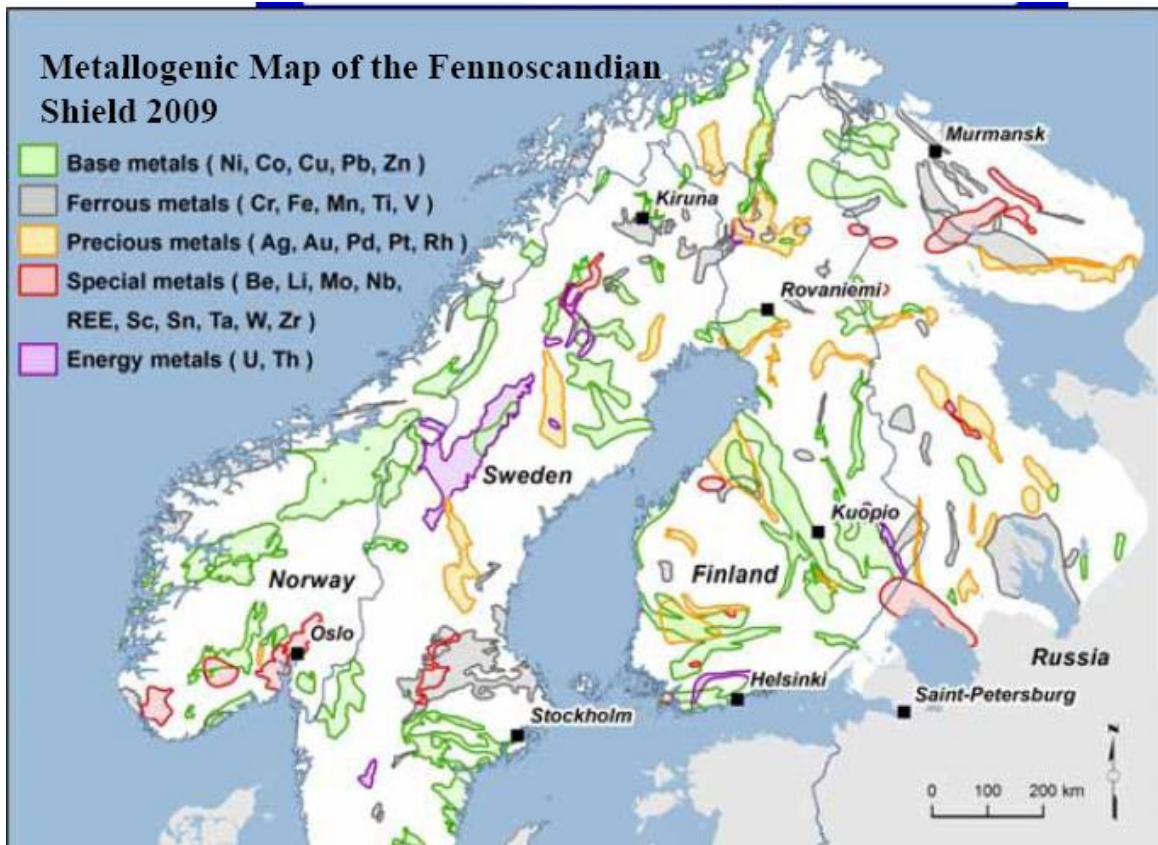 Metallogenic Map of the Fennoscandian
Shield 2009
Base metals ( Ni, Co, Cu, Pb, Zn )
Ferrous metals ( Cr, Fe, Mn, Ti, V )
Precious metals ( Ag, Au, Pd, Pt, Rh )
Special metals ( Be, Li, Mo, Nb,
REE, Sc, Sn, Ta, W, Zr )
Energy metals ( U, Th )
Murmansk
Kiruna
Rovaniemi
Sweden
Kuopio
Norway
Finland
Oslo
Russia
Helsinki
Saint-Petersburg
Stockholm
N
0 100 200 km